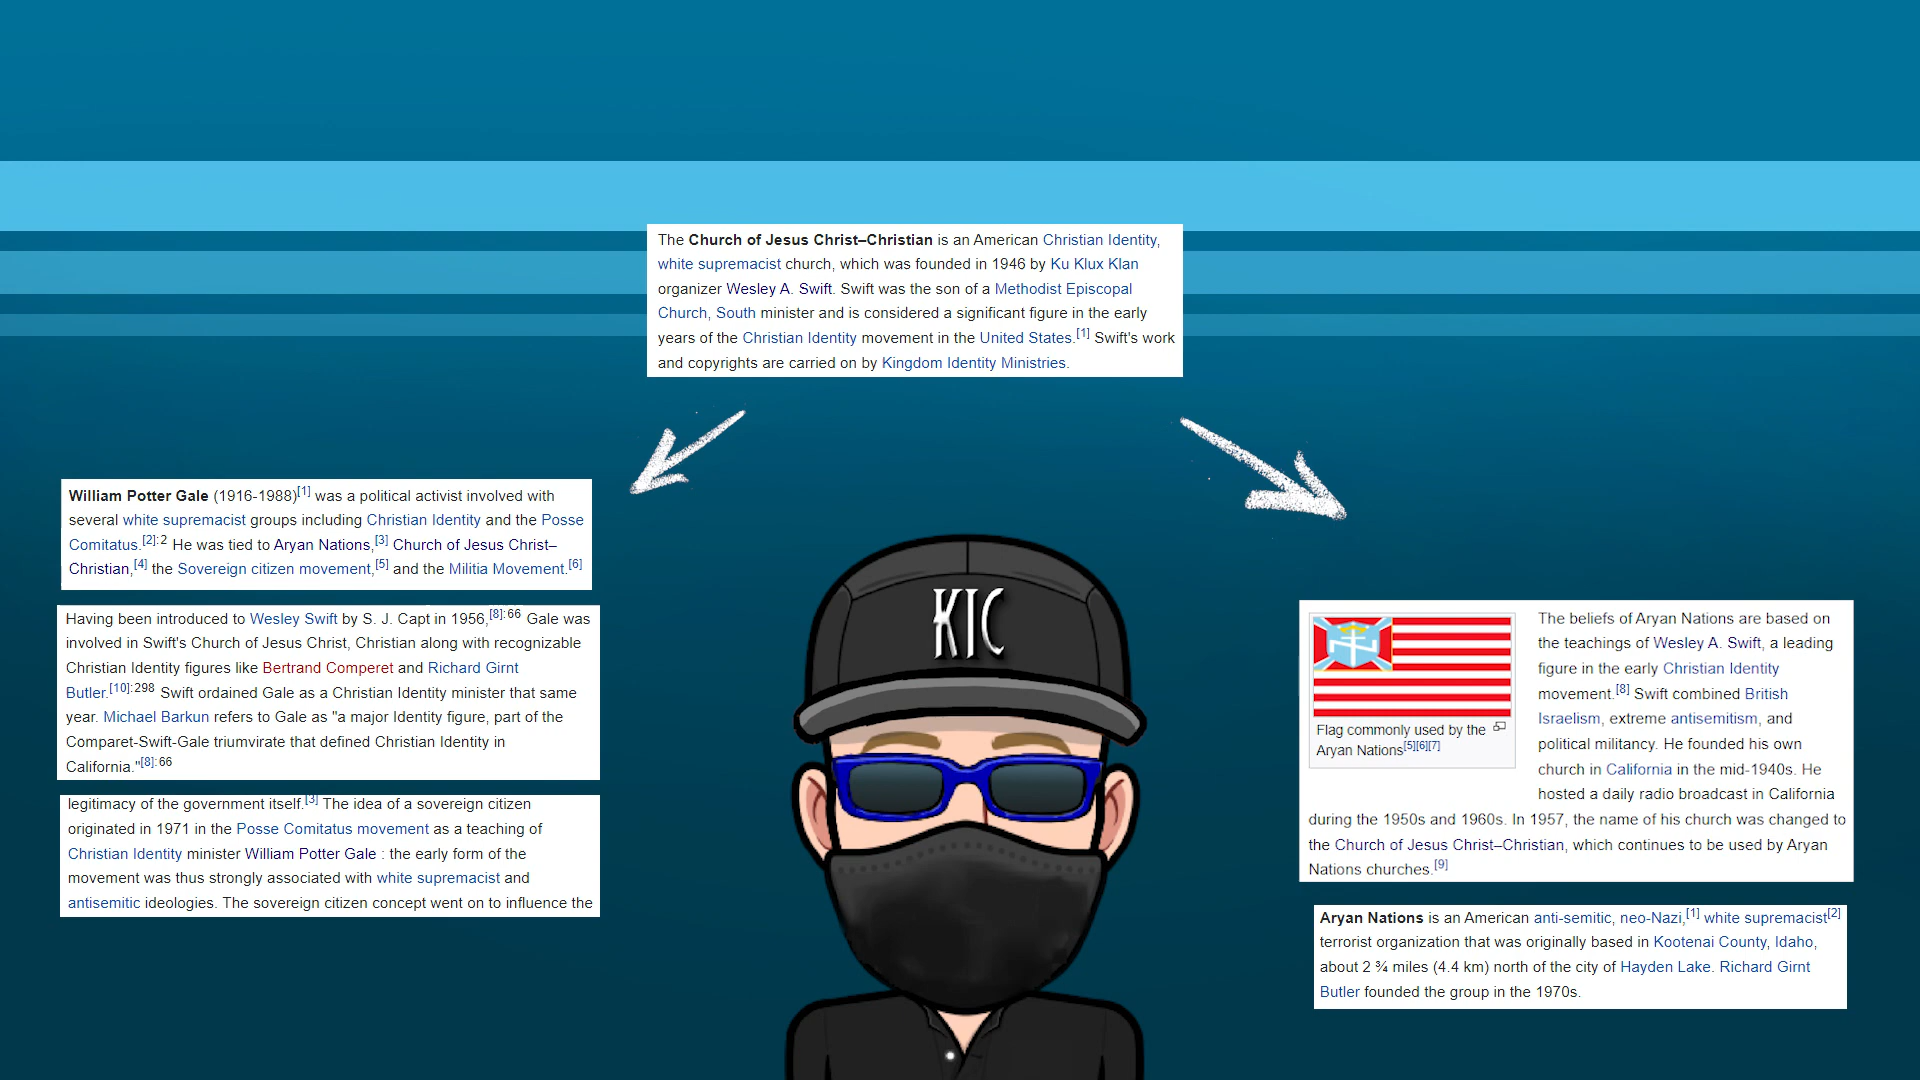 The Church of Jesus Christ–Christian is an American Christian Identity,
white supremacist church, which was founded in 1946 by Ku Klux Klan
organizer Wesley A. Swift. Swift was the son of a Methodist Episcopal
Church, South minister and is considered a significant figure in the early
years of the Christian Identity movement in the United States.[1] Swift's work
and copyrights are carried on by Kingdom Identity Ministries.
William Potter Gale (1916-1988)[1] was a political activist involved with
several white supremacist groups including Christian Identity and the Posse
Comitatus.[2]:2 He was tied to Aryan Nations,[3] Church of Jesus Christ–
Christian,[4] the Sovereign citizen movement,[5] and the Militia Movement.[6]
Having been introduced to Wesley Swift by S. J. Capt in 1956,[8]:66 Gale was
involved in Swift's Church of Jesus Christ, Christian along with recognizable
Christian Identity figures like Bertrand Comperet and Richard Girnt
Butler.[10]:298 Swift ordained Gale as a Christian Identity minister that same
year. Michael Barkun refers to Gale as "a major Identity figure, part of the
Comparet-Swift-Gale triumvirate that defined Christian Identity in
California."[8]:66
legitimacy of the government itself.[3] The idea of a sovereign citizen
originated in 1971 in the Posse Comitatus movement as a teaching of
Christian Identity minister William Potter Gale : the early form of the
movement was thus strongly associated with white supremacist and
antisemitic ideologies. The sovereign citizen concept went on to influence the
KIC
Flag commonly used by the
Aryan Nations[5][6][7]
The beliefs of Aryan Nations are based on
the teachings of Wesley A. Swift, a leading
figure in the early Christian Identity
movement.[8] Swift combined British
Israelism, extreme antisemitism, and
political militancy. He founded his own
church in California in the mid-1940s. He
hosted a daily radio broadcast in California
during the 1950s and 1960s. In 1957, the name of his church was changed to
the Church of Jesus Christ–Christian, which continues to be used by Aryan
Nations churches.[9]
Aryan Nations is an American anti-semitic, neo-Nazi,[1] white supremacist[2]
terrorist organization that was originally based in Kootenai County, Idaho,
about 2 ¾ miles (4.4 km) north of the city of Hayden Lake. Richard Girnt
Butler founded the group in the 1970s.